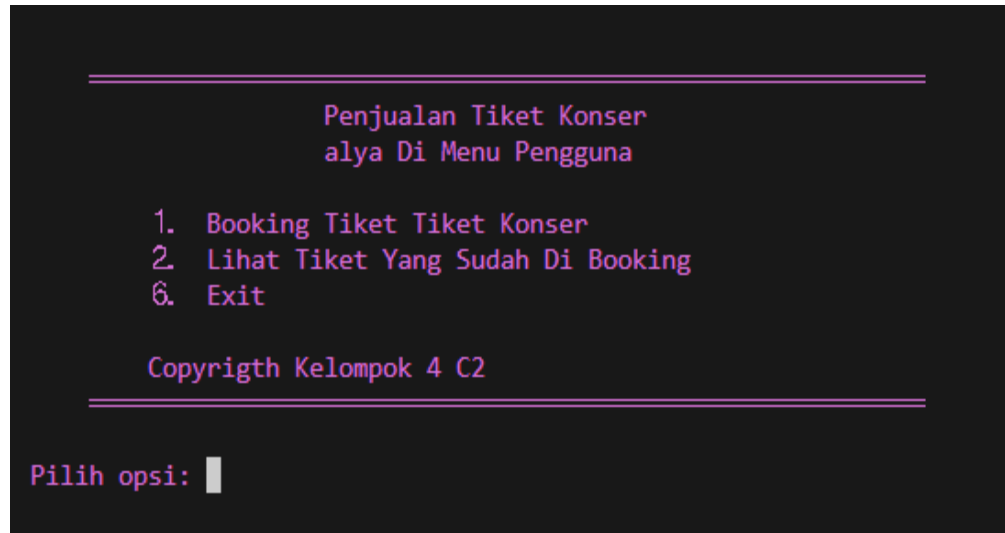 Penjualan Tiket Konser
alya Di Menu Pengguna
1. Booking Tiket Tiket Konser
2. Lihat Tiket Yang Sudah Di Booking
6. Exit
Copyrigth Kelompok 4 C2
Pilih opsi: